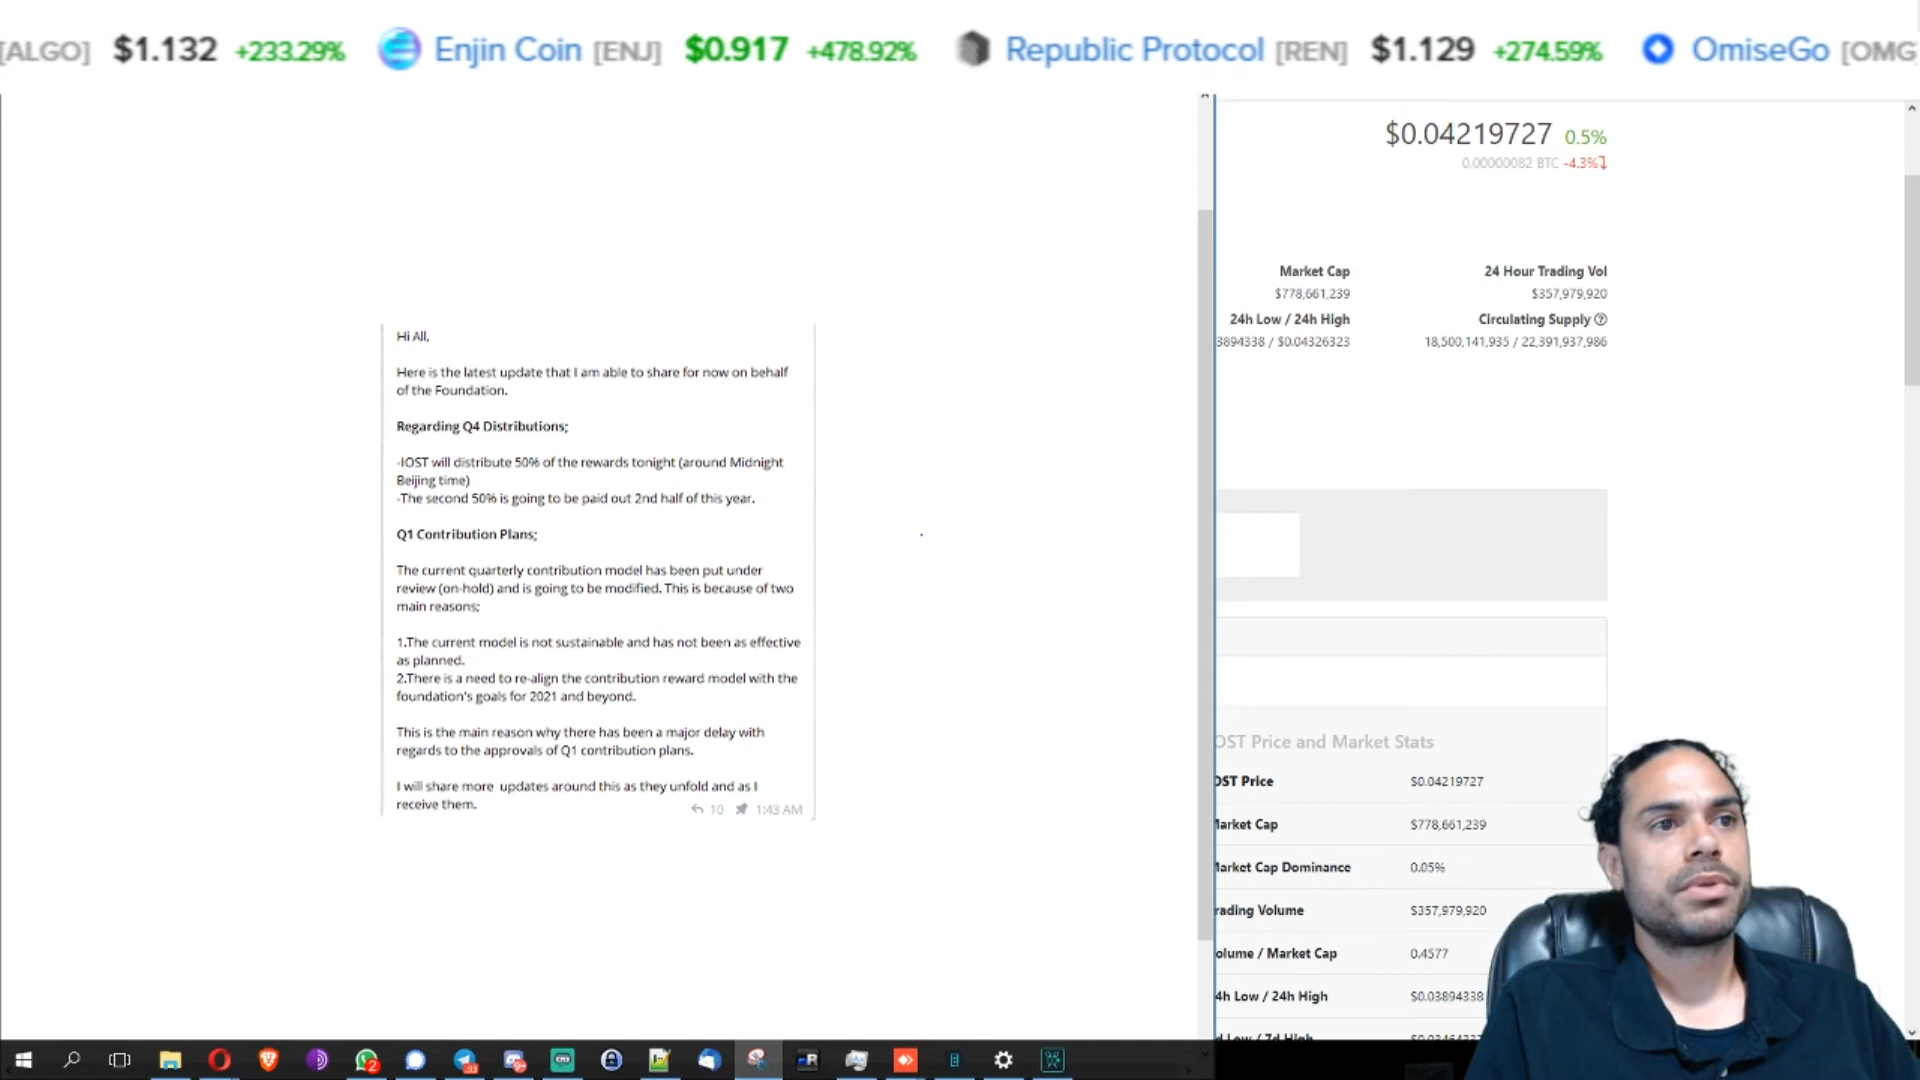 [ALGO] $1.132 +233.29% Enjin Coin [ENJ] $0.917 +478.92% Republic Protocol [REN] $1.129 +274.59% OmiseGo [OMG
Hi All,
Here is the latest update that I am able to share for now on behalf
of the Foundation.
Regarding Q4 Distributions;
-IOST will distribute 50% of the rewards tonight (around Midnight
Beijing time)
-The second 50% is going to be paid out 2nd half of this year.
Q1 Contribution Plans;
The current quarterly contribution model has been put under
review (on-hold) and is going to be modified. This is because of two
main reasons;
1.The current model is not sustainable and has not been as effective
as planned.
2.There is a need to re-align the contribution reward model with the
foundation's goals for 2021 and beyond.
This is the main reason why there has been a major delay with
regards to the approvals of Q1 contribution plans.
I will share more updates around this as they unfold and as I
receive them.
10 1:43 AM
$0.04219727 0.5%
0.00000082 BTC -4.3%
Market Cap 24 Hour Trading Vol
$778,661,239 $357,979,920
24h Low / 24h High Circulating Supply
3894338 / $0.04326323 18,500,141,935 / 22,391,937,986
OST Price and Market Stats
OST Price $0.04219727
Market Cap $778,661,239
Market Cap Dominance 0.05%
rading Volume $357,979,920
olume / Market Cap 0.4577
4h Low / 24h High $0.03894338